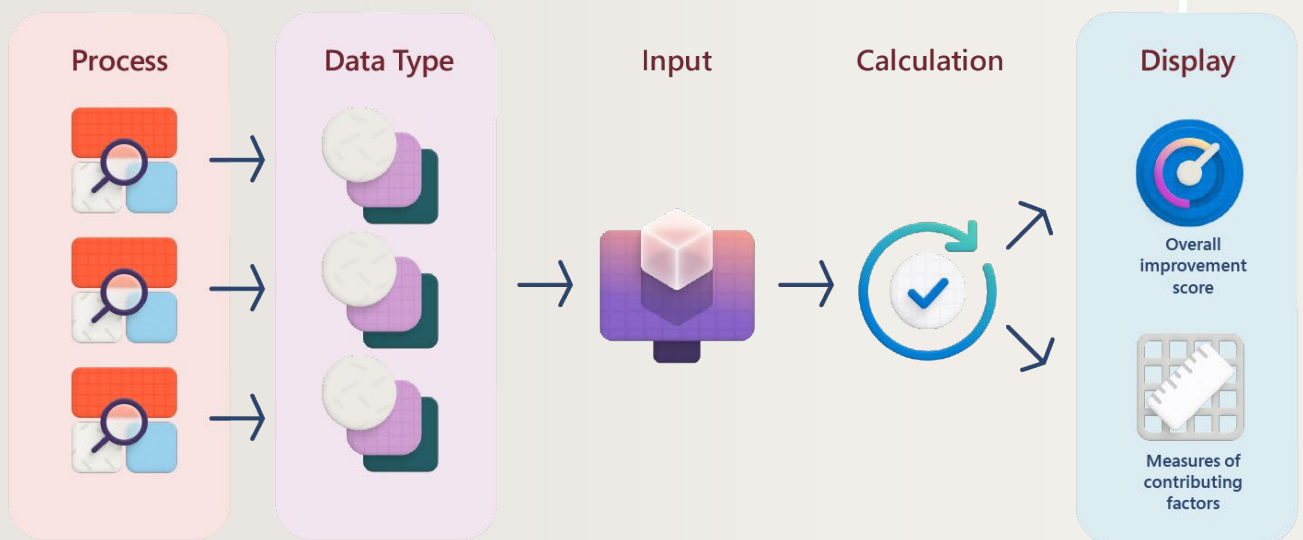 Process
Data Type
Input
Calculation
Display
Overall
improvement
score
Measures of
contributing
factors